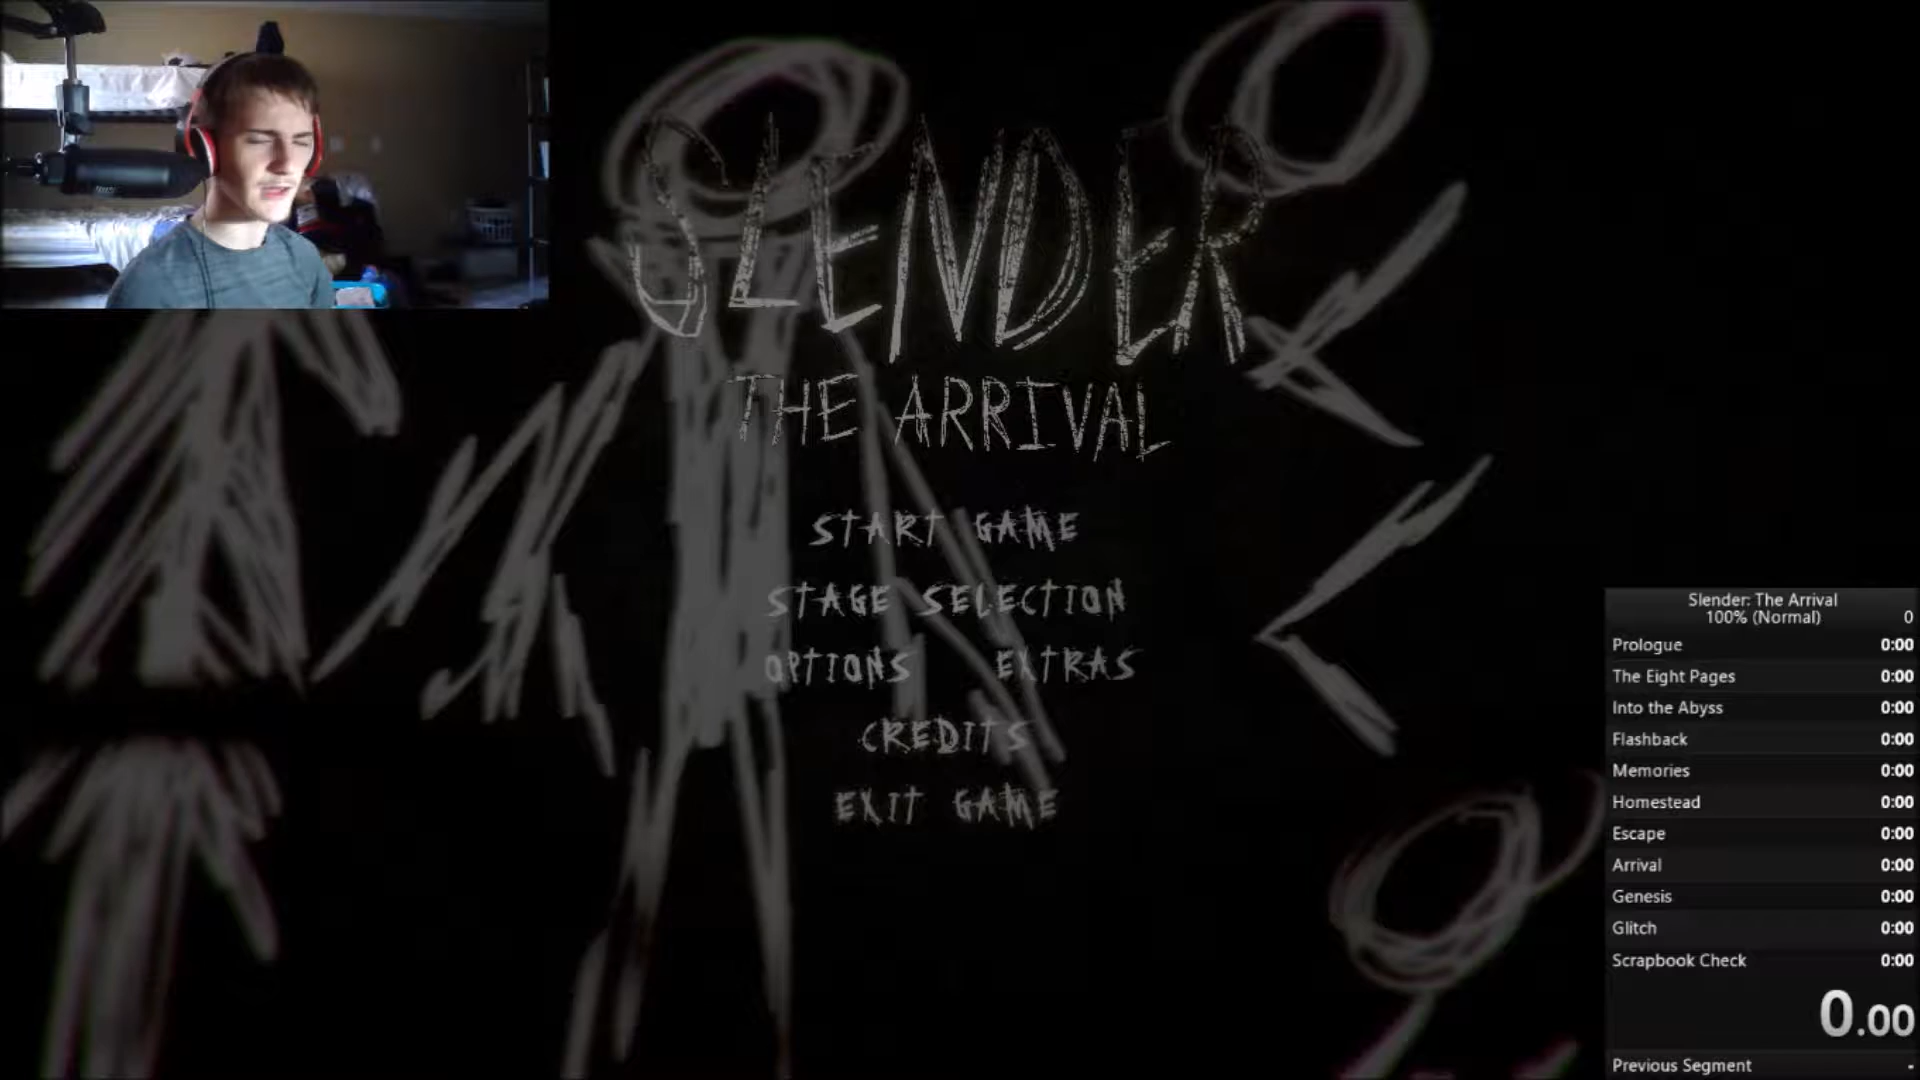 SLENDER
THE ARRIVAL
START GAME
STAGE SELECTION
OPTIONS EXTRAS
CREDITS
EXIT GAME
Slender: The Arrival
100% (Normal) 0
Prologue 0:00
The Eight Pages 0:00
Into the Abyss 0:00
Flashback 0:00
Memories 0:00
Homestead 0:00
Escape 0:00
Arrival 0:00
Genesis 0:00
Glitch 0:00
Scrapbook Check 0:00
0.00
Previous Segment -